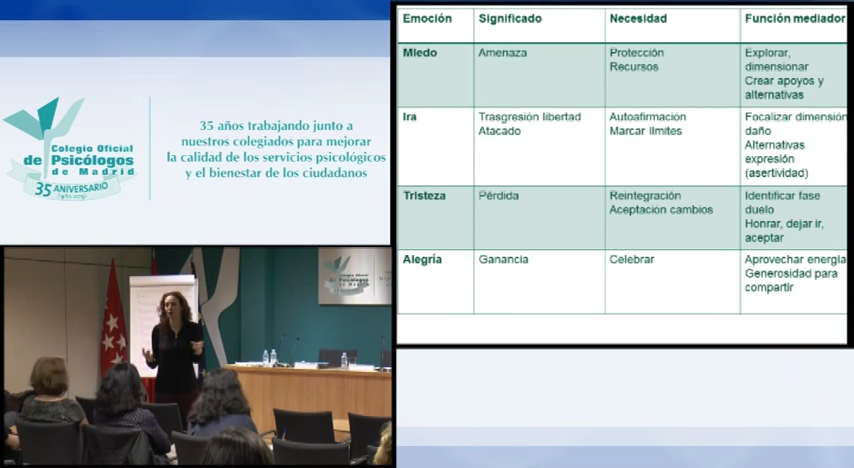 Colegio Oficial
de Psicólogos
de Madrid
35 ANIVERSARIO
35 años trabajando junto a
nuestros colegiados para mejorar
la calidad de los servicios psicológicos
y el bienestar de los ciudadanos
Emoción Significado Necesidad Función mediador
Miedo Amenaza Protección Explorar,
Recursos dimensionar
Crear apoyos y
alternativas
Ira Trasgresión libertad Autoafirmación Focalizar dimensión
Atacado Marcar límites daño
Alternativas
expresión
(asertividad)
Tristeza Pérdida Reintegración Identificar fase
Aceptación cambios duelo
Honrar, dejar ir,
aceptar
Alegría Ganancia Celebrar Aprovechar energía
Generosidad para
compartir